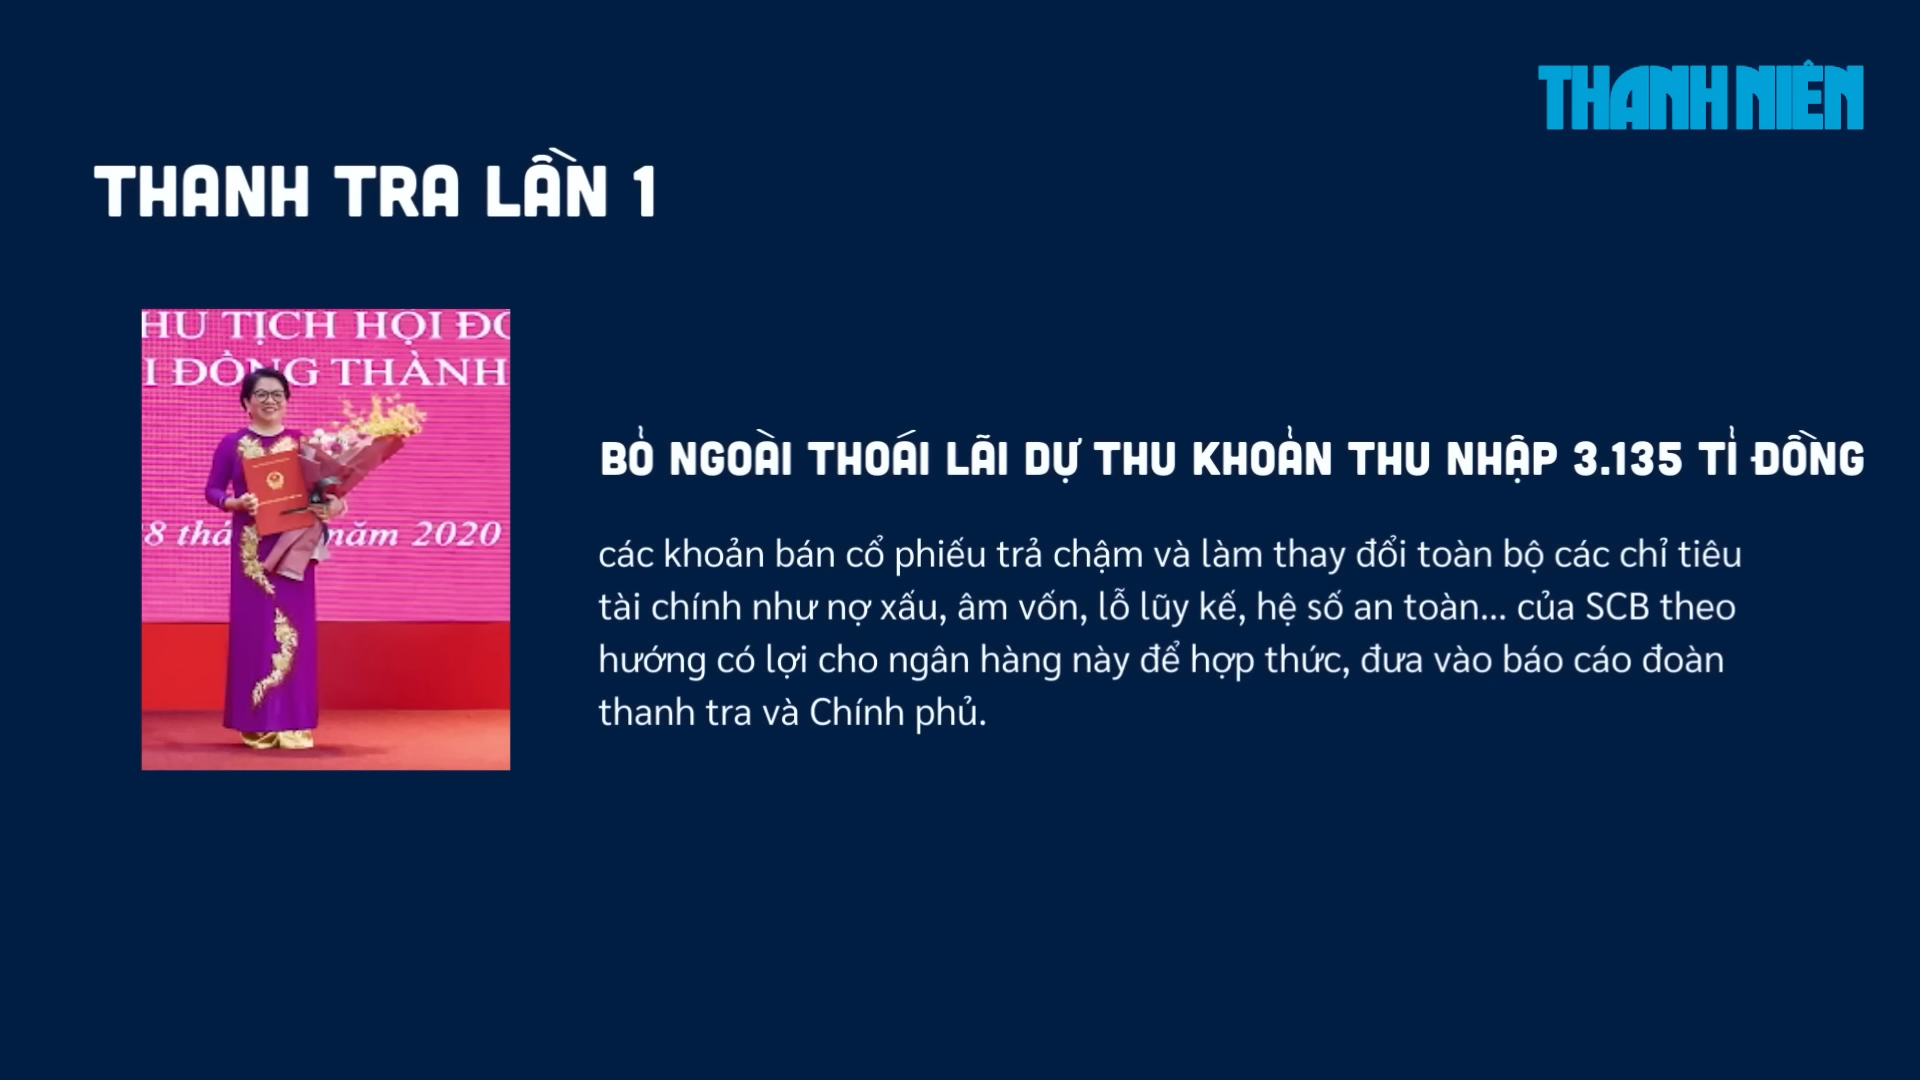 THANH NIÊN
THANH TRA LẦN 1
HU TỊCH HỘI ĐỒ
I ĐỒNG THÀNH
8 thá năm 2020
BỎ NGOÀI THOÁI LÃI DỰ THU KHOẢN THU NHẬP 3.135 TỈ ĐỒNG
các khoản bán cổ phiếu trả chậm và làm thay đổi toàn bộ các chỉ tiêu
tài chính như nợ xấu, âm vốn, lỗ lũy kế, hệ số an toàn... của SCB theo
hướng có lợi cho ngân hàng này để hợp thức, đưa vào báo cáo đoàn
thanh tra và Chính phủ.